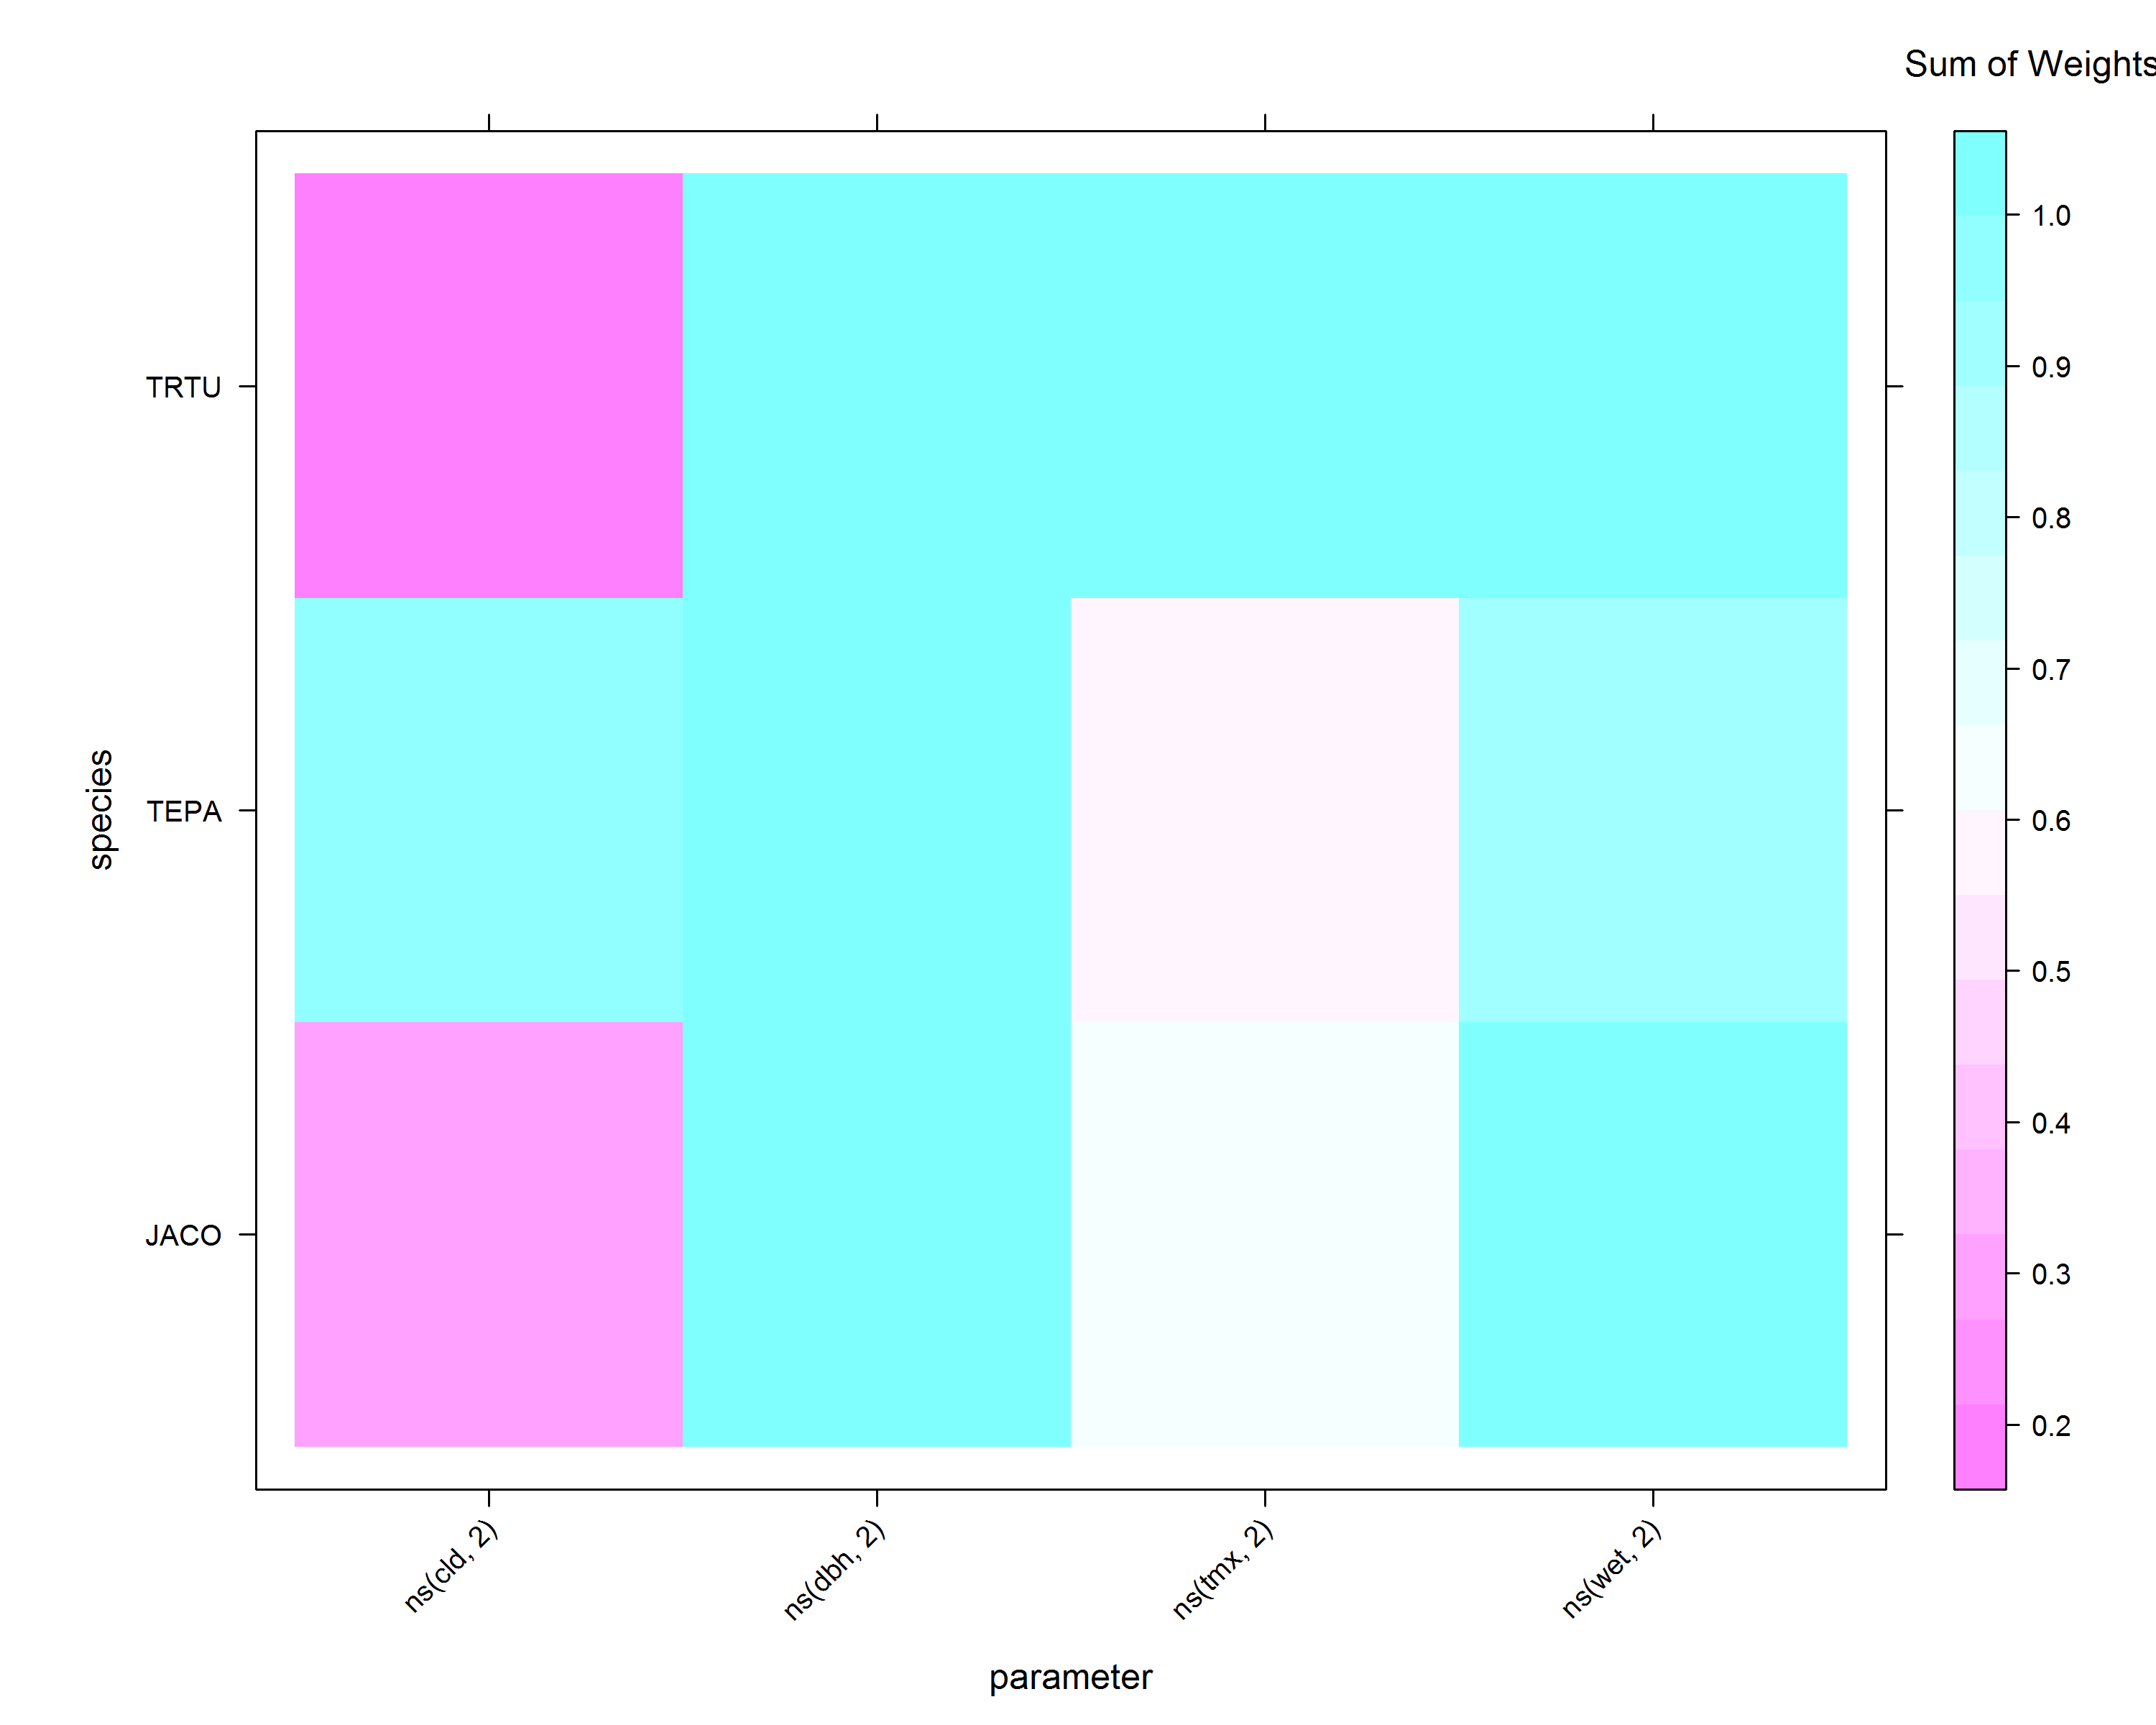 Sum of Weights
1.0
0.9
0.8
0.7
0.6
0.5
0.4
0.3
0.2
species
TRTU
TEPA
JACO
ns(cld, 2)
ns(dbh, 2)
ns(tmx, 2)
ns(wet, 2)
parameter